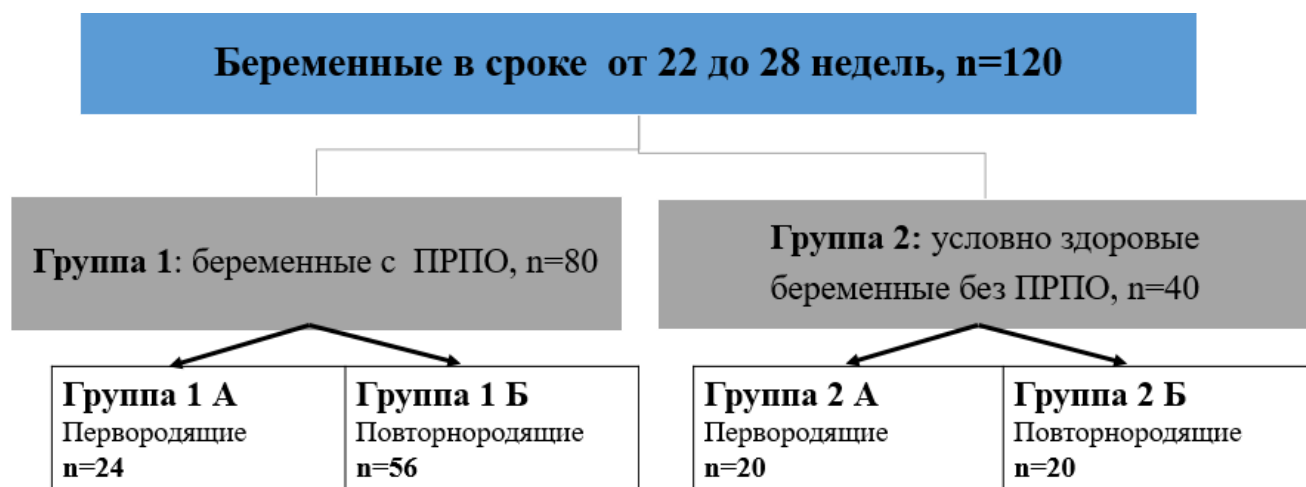 Беременные в сроке от 22 до 28 недель, n=120
Группа 1: беременные с ПРПО, n=80
Группа 2: условно здоровые
беременные без ПРПО, n=40
Группа 1 А
Первородящие
n=24
Группа 1 Б
Повторнородящие
n=56
Группа 2 А
Первородящие
n=20
Группа 2 Б
Повторнородящие
n=20